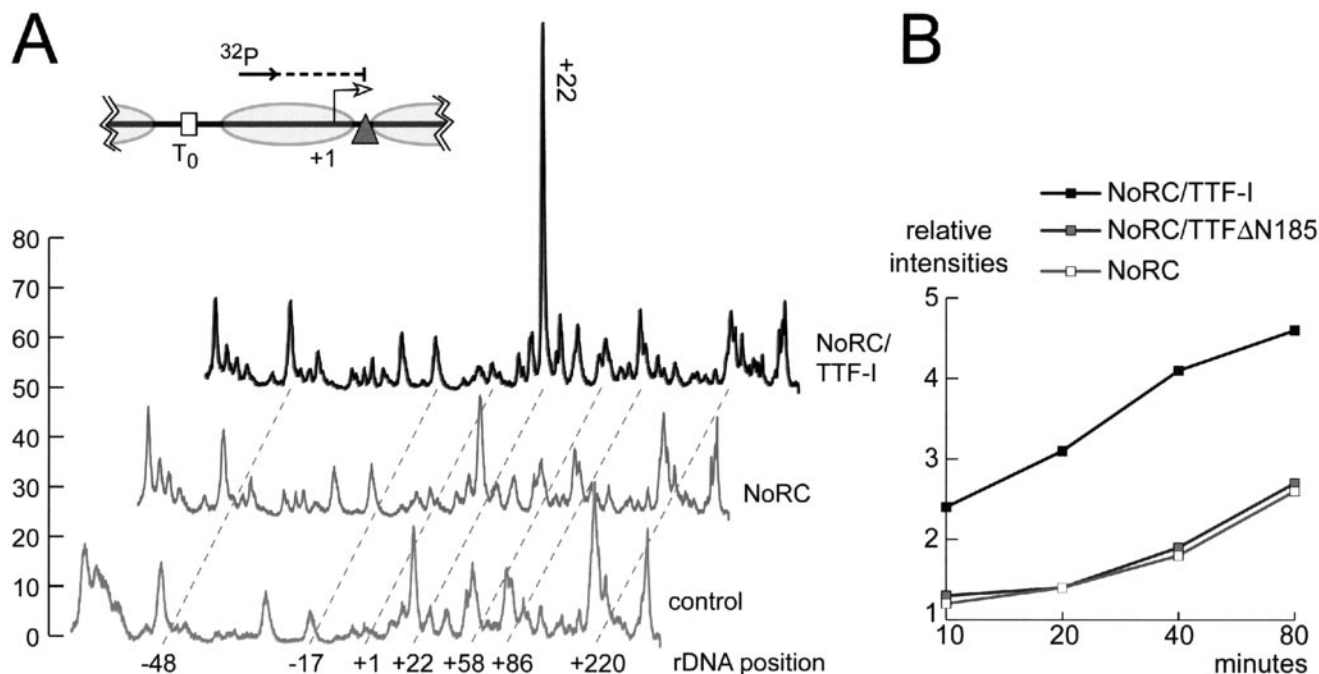 A
32P
T0
+1
+22
80
70
60
50
40
30
20
10
0
NoRC/
TTF-I
NoRC
control
-48 -17 +1 +22 +58 +86 +220 rDNA position
B
NoRC/TTF-I
NoRC/TTFΔN185
NoRC
relative
intensities
5
4
3
2
1
10 20 40 80
minutes